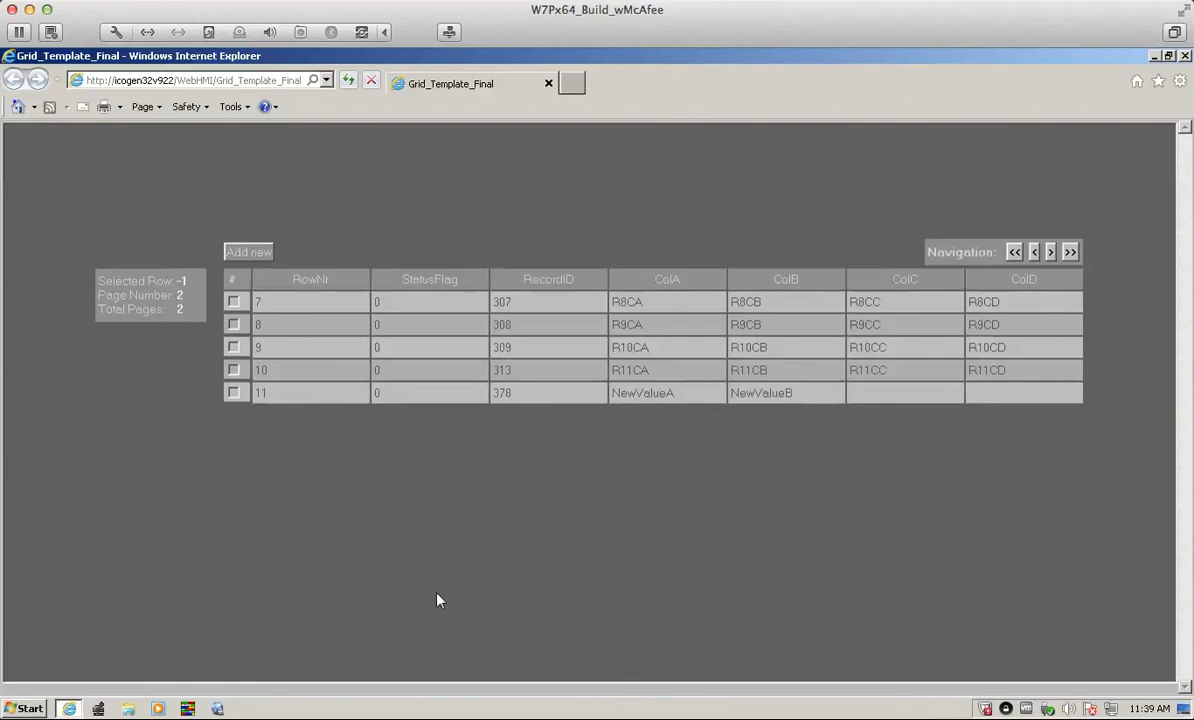 W7Px64_Build_wMcAfee
Grid_Template_Final - Windows Internet Explorer
http://icogen32v922/WebHMI/Grid_Template_Final
Grid_Template_Final
Page Safety Tools
Add new
Navigation: << < > >>
Selected Row: -1
Page Number: 2
Total Pages: 2
# RowNr StatusFlag RecordID ColA ColB ColC ColD
7 0 307 R8CA R8CB R8CC R8CD
8 0 308 R9CA R9CB R9CC R9CD
9 0 309 R10CA R10CB R10CC R10CD
10 0 313 R11CA R11CB R11CC R11CD
11 0 378 NewValueA NewValueB
Start
11:39 AM